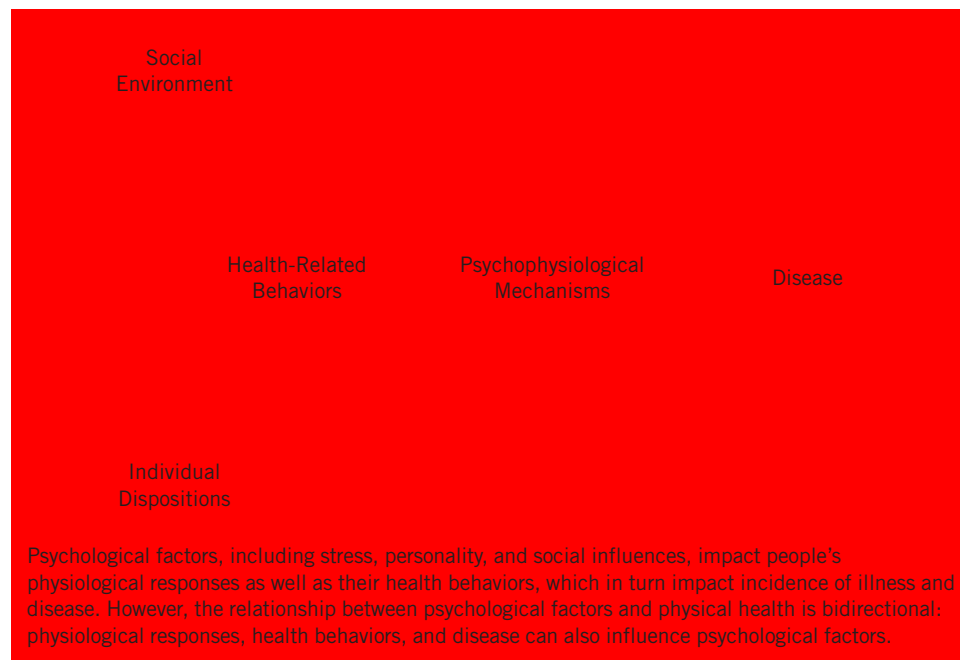 Social
Environment
Health-Related
Behaviors
Psychophysiological
Mechanisms
Disease
Individual
Dispositions
Psychological factors, including stress, personality, and social influences, impact people’s
physiological responses as well as their health behaviors, which in turn impact incidence of illness and
disease. However, the relationship between psychological factors and physical health is bidirectional:
physiological responses, health behaviors, and disease can also influence psychological factors.